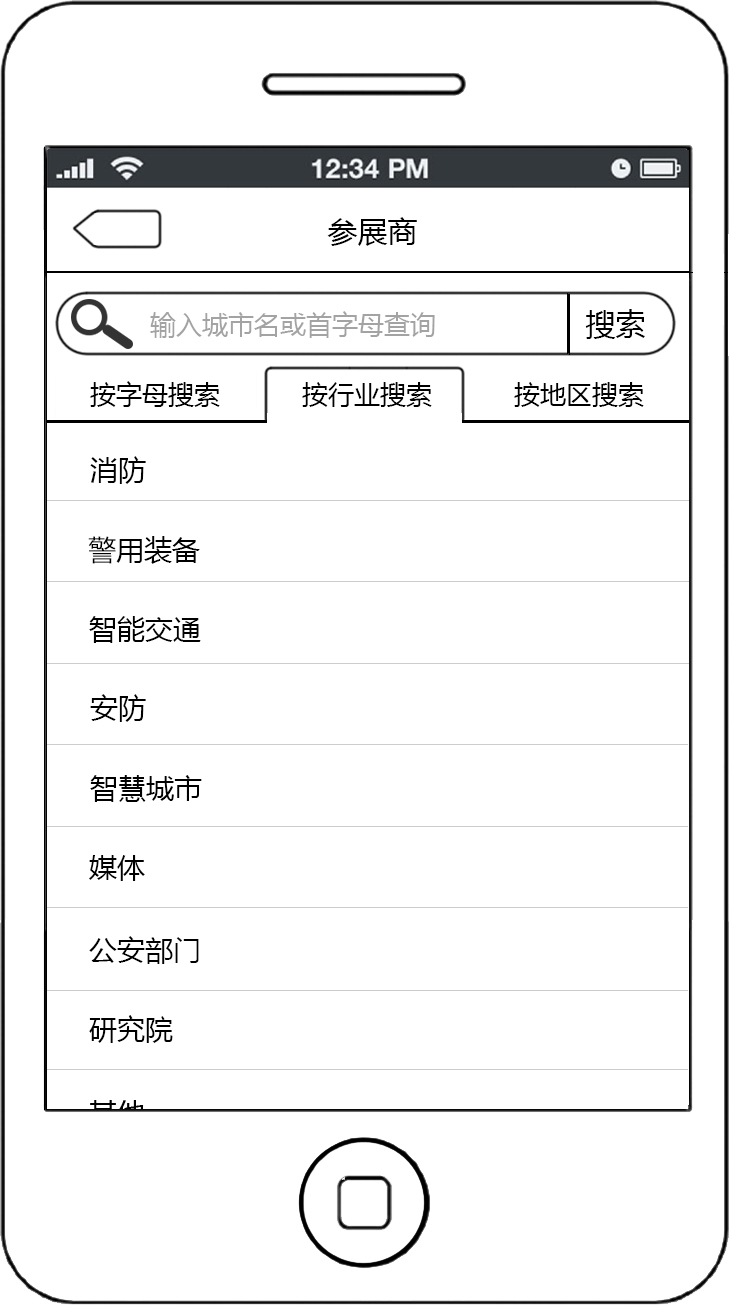 12:34 PM
参展商
输入城市名或首字母查询 搜索
按字母搜索 按行业搜索 按地区搜索
消防
警用装备
智能交通
安防
智慧城市
媒体
公安部门
研究院